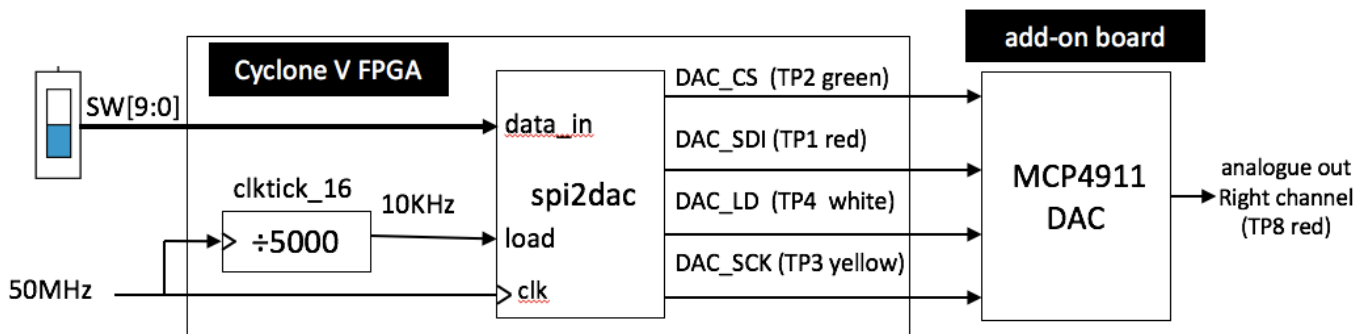 Cyclone V FPGA
add-on board
SW[9:0]
data_in
clktick_16
÷5000
10KHz
load
50MHz
clk
spi2dac
DAC_CS (TP2 green)
DAC_SDI (TP1 red)
DAC_LD (TP4 white)
DAC_SCK (TP3 yellow)
MCP4911
DAC
analogue out
Right channel
(TP8 red)